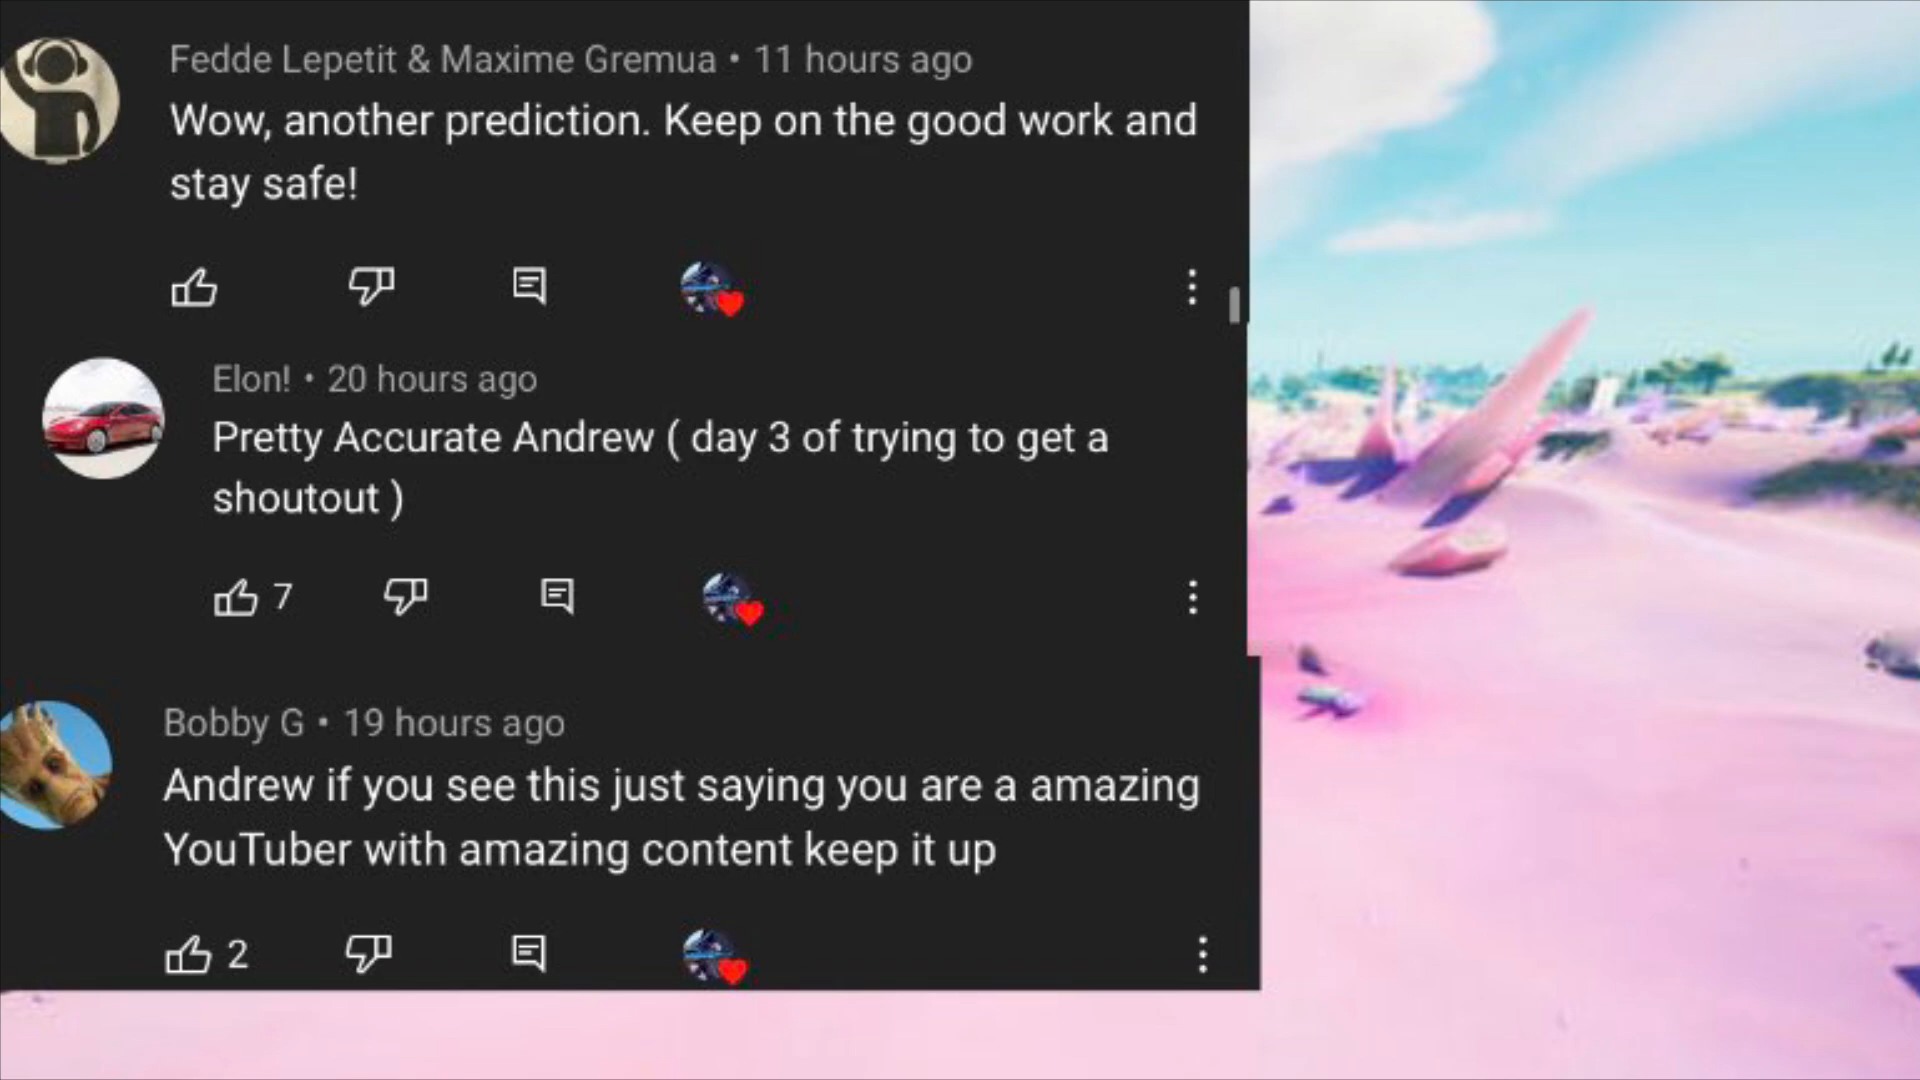 Fedde Lepetit & Maxime Gremua • 11 hours ago
Wow, another prediction. Keep on the good work and
stay safe!
Elon! • 20 hours ago
Pretty Accurate Andrew ( day 3 of trying to get a
shoutout )
7
Bobby G • 19 hours ago
Andrew if you see this just saying you are a amazing
YouTuber with amazing content keep it up
2